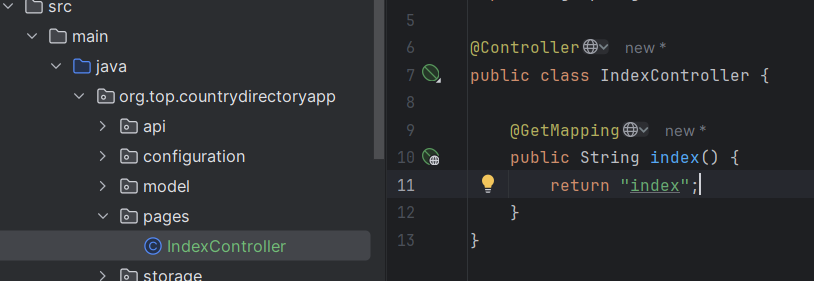 src
main
java
org.top.countrydirectoryapp
api
configuration
model
pages
IndexController
storage
5
6 @Controller new *
7 public class IndexController {
8
9 @GetMapping new *
10 public String index() {
11 return "index";
12 }
13 }